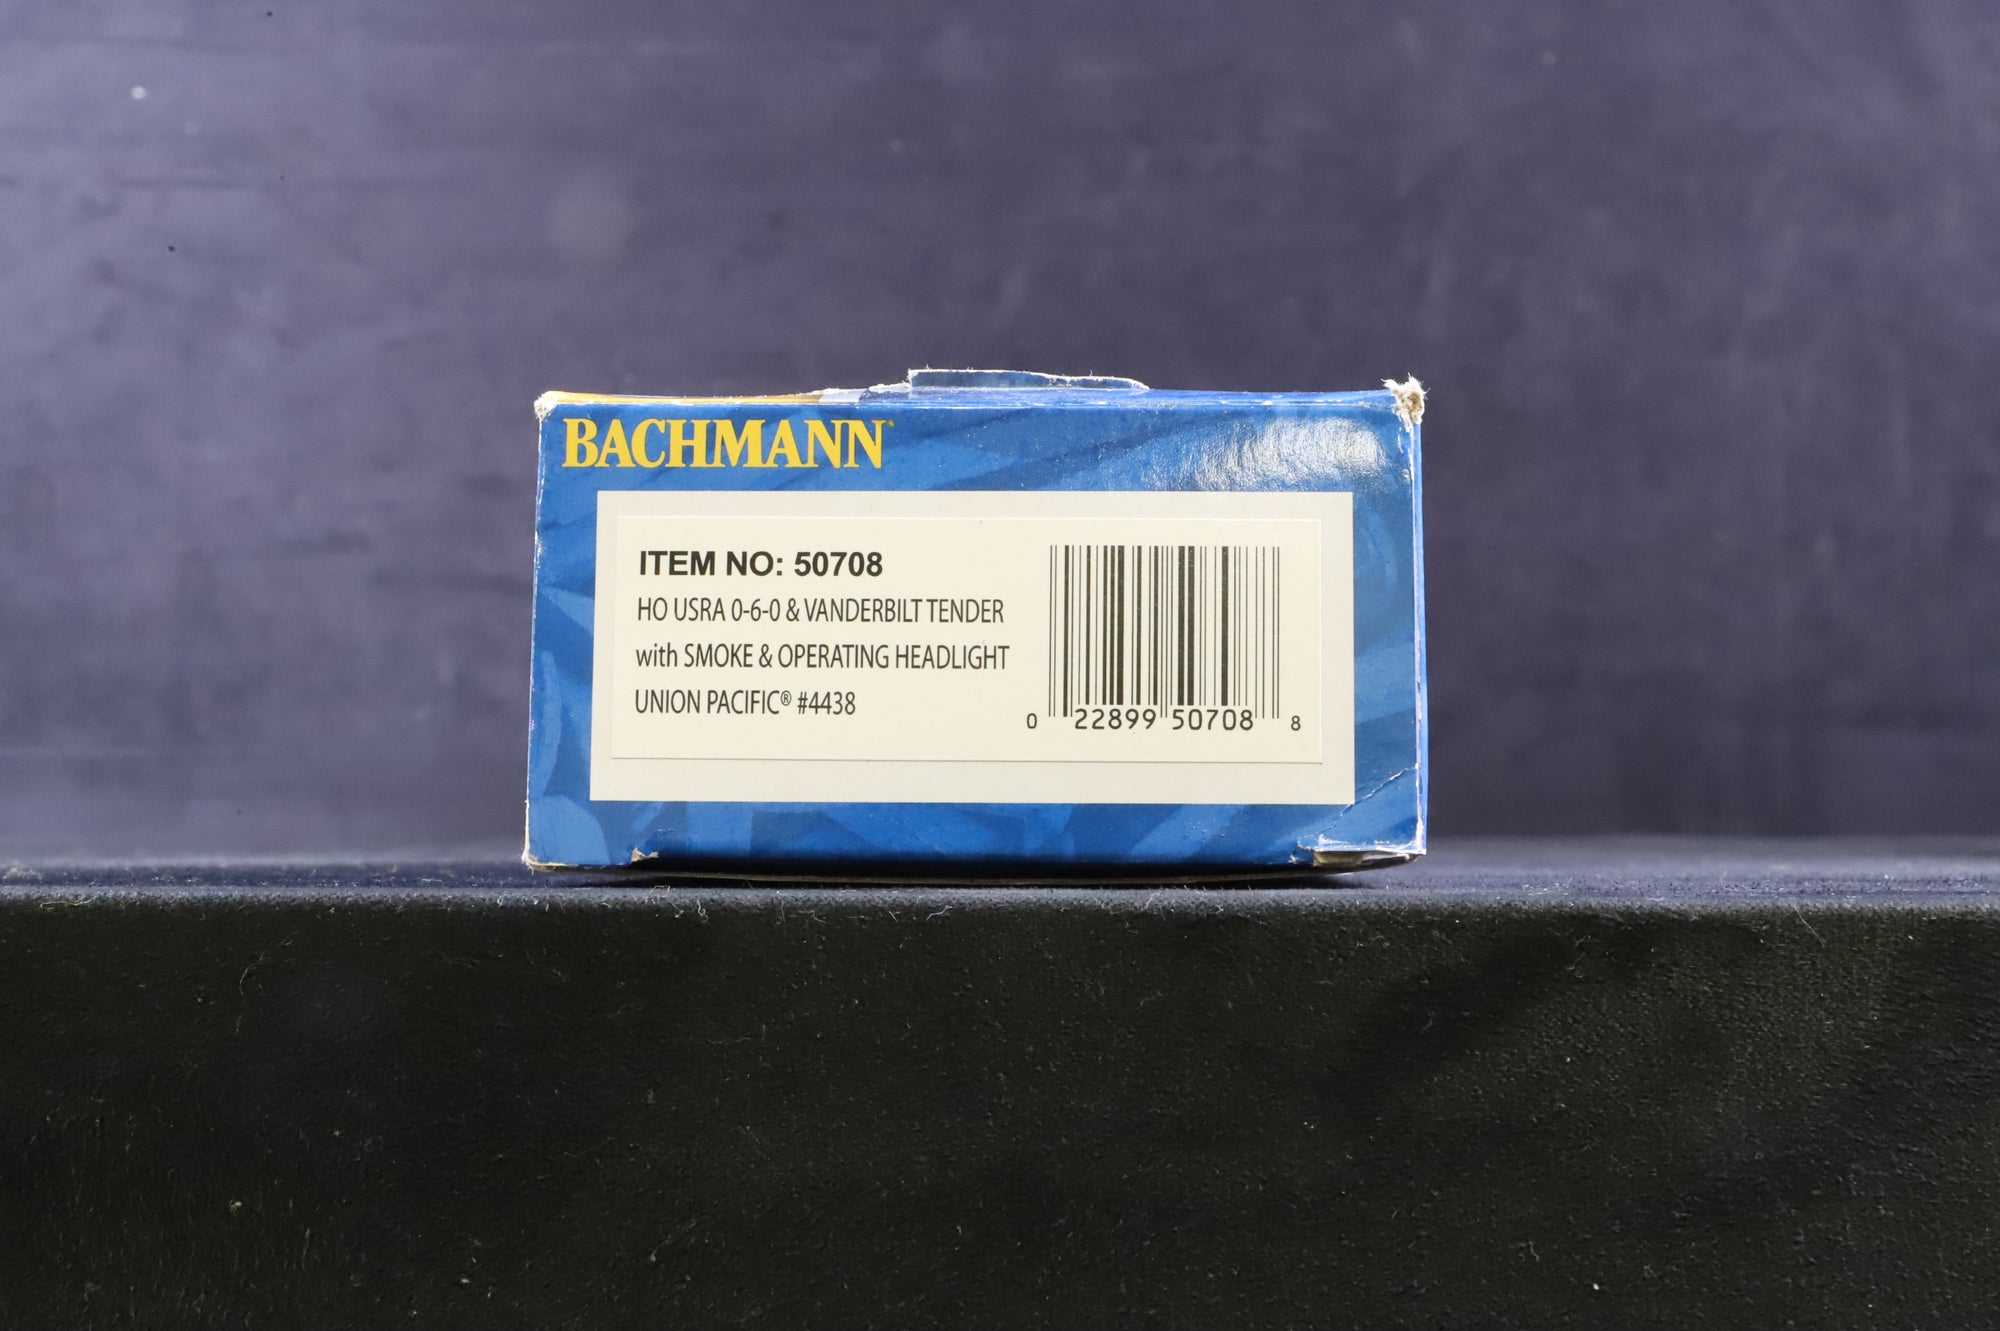 BACHMANN
ITEM NO: 50708
HO USRA 0-6-0 & VANDERBILT TENDER
with SMOKE & OPERATING HEADLIGHT
UNION PACIFIC® #4438
0 22899 50708 8